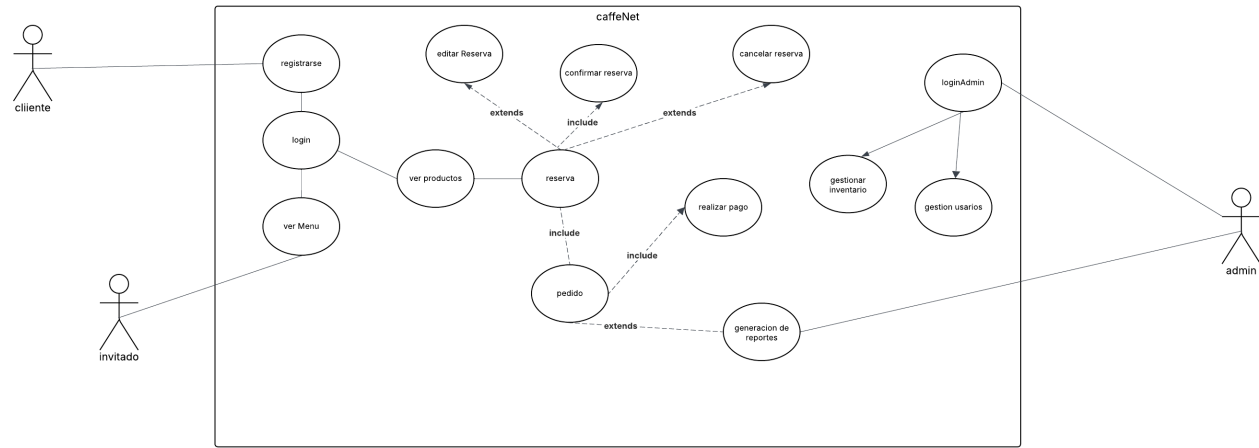 caffeNet
cliiente
registrarse
editar Reserva
confirmar reserva
cancelar reserva
loginAdmin
extends
include
extends
login
ver productos
reserva
gestionar
inventario
gestion usarios
realizar pago
ver Menu
include
include
pedido
admin
invitado
extends
generacion de
reportes